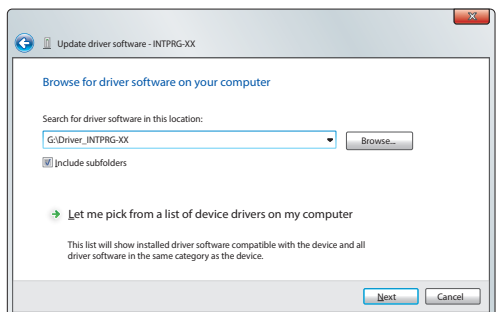 Update driver software - INTPRG-XX
Browse for driver software on your computer
Search for driver software in this location:
G:\Driver_INTPRG-XX
Browse...
Include subfolders
Let me pick from a list of device drivers on my computer
This list will show installed driver software compatible with the device and all
driver software in the same category as the device.
Next
Cancel